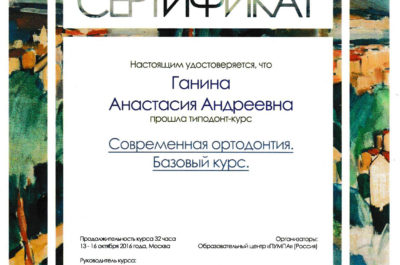 СЕРТИФИКАТ
Настоящим удостоверяется, что
Ганина
Анастасия Андреевна
прошла типодонт-курс
Современная ортодонтия.
Базовый курс.
Продолжительность курса 32 часа
13 - 16 октября 2016 года, Москва
Руководитель курса:
Организаторы:
Образовательный центр «ПУМПА» (Россия)